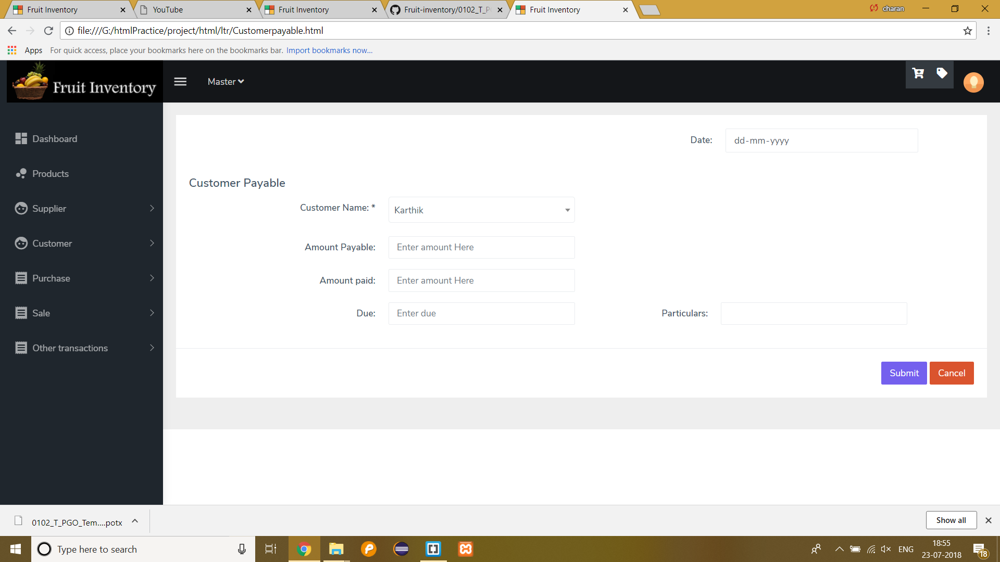 Fruit Inventory
YouTube
Fruit Inventory
Fruit-inventory/0102_T_P
Fruit Inventory
charan
file:///G:/htmlPractice/project/html/ltr/Customerpayable.html
Apps For quick access, place your bookmarks here on the bookmarks bar. Import bookmarks now...
Fruit Inventory
Master
Dashboard
Products
Supplier
Customer
Purchase
Sale
Other transactions
Date: dd-mm-yyyy
Customer Payable
Customer Name: * Karthik
Amount Payable: Enter amount Here
Amount paid: Enter amount Here
Due: Enter due Particulars:
Submit Cancel
0102_T_PGO_Tem....potx
Show all
Type here to search
ENG
18:55
23-07-2018
18